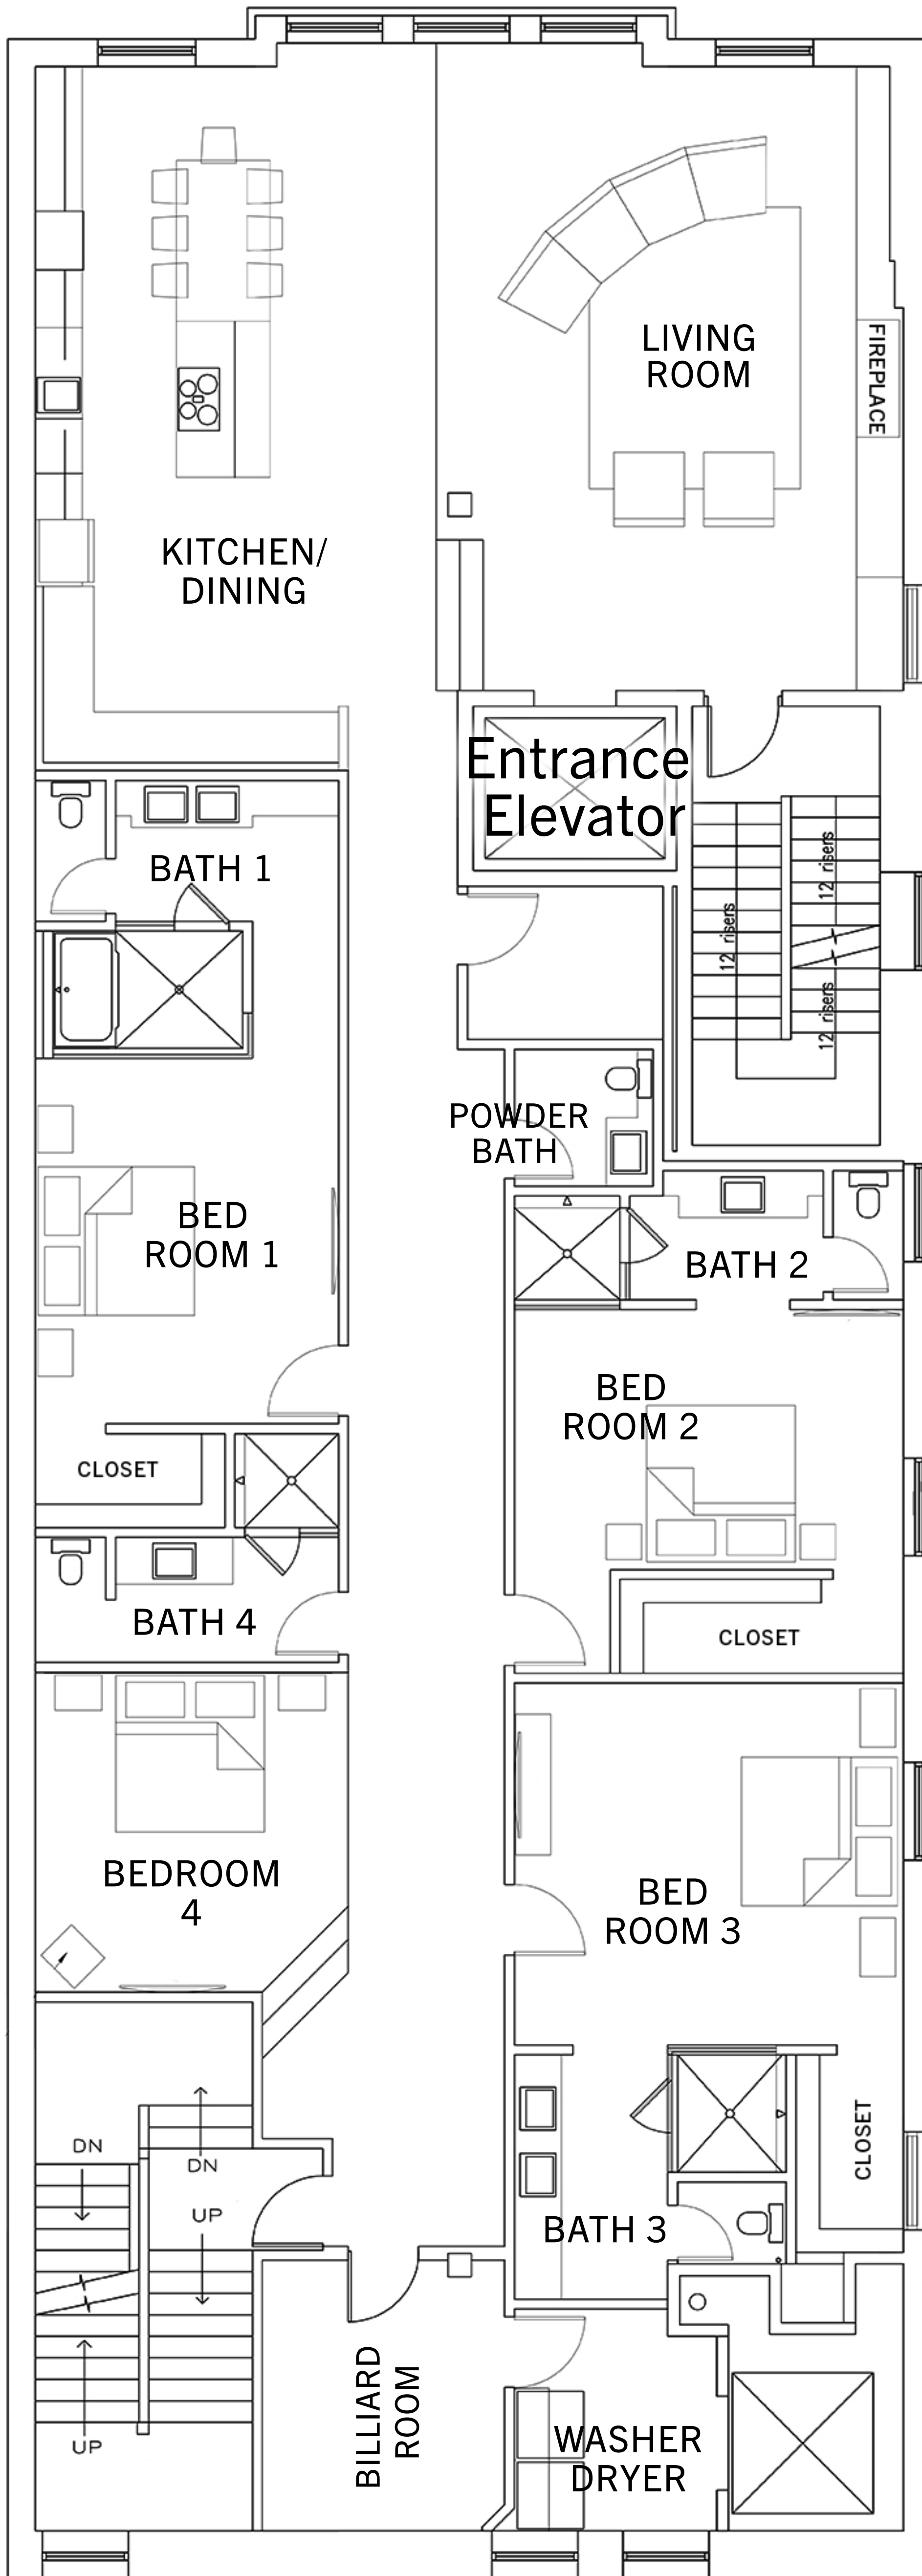 LIVING
ROOM
FIREPLACE
KITCHEN/
DINING
Entrance
Elevator
BATH 1
12 risers
12 risers
12 risers
POWDER
BATH
BED
ROOM 1
BATH 2
BED
ROOM 2
CLOSET
BATH 4
CLOSET
BEDROOM
4
BED
ROOM 3
DN
DN
UP
CLOSET
BATH 3
BILLIARD
ROOM
UP
WASHER
DRYER